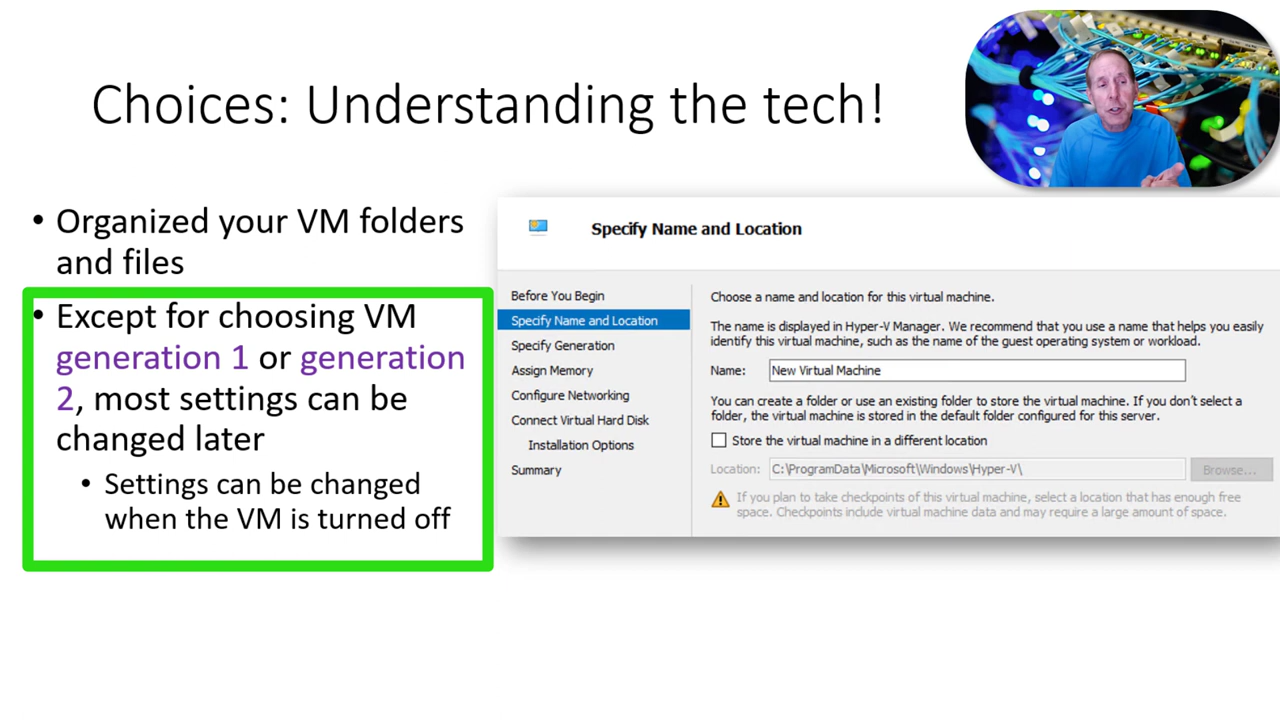 Choices: Understanding the tech!
• Organized your VM folders
and files
• Except for choosing VM
generation 1 or generation
2, most settings can be
changed later
• Settings can be changed
when the VM is turned off
Specify Name and Location
Before You Begin
Specify Name and Location
Specify Generation
Assign Memory
Configure Networking
Connect Virtual Hard Disk
Installation Options
Summary
Choose a name and location for this virtual machine.
The name is displayed in Hyper-V Manager. We recommend that you use a name that helps you easily
identify this virtual machine, such as the name of the guest operating system or workload.
Name: New Virtual Machine
You can create a folder or use an existing folder to store the virtual machine. If you don't select a
folder, the virtual machine is stored in the default folder configured for this server.
Store the virtual machine in a different location
Location: C:\ProgramData\Microsoft\Windows\Hyper-V\ Browse...
If you plan to take checkpoints of this virtual machine, select a location that has enough free
space. Checkpoints include virtual machine data and may require a large amount of space.